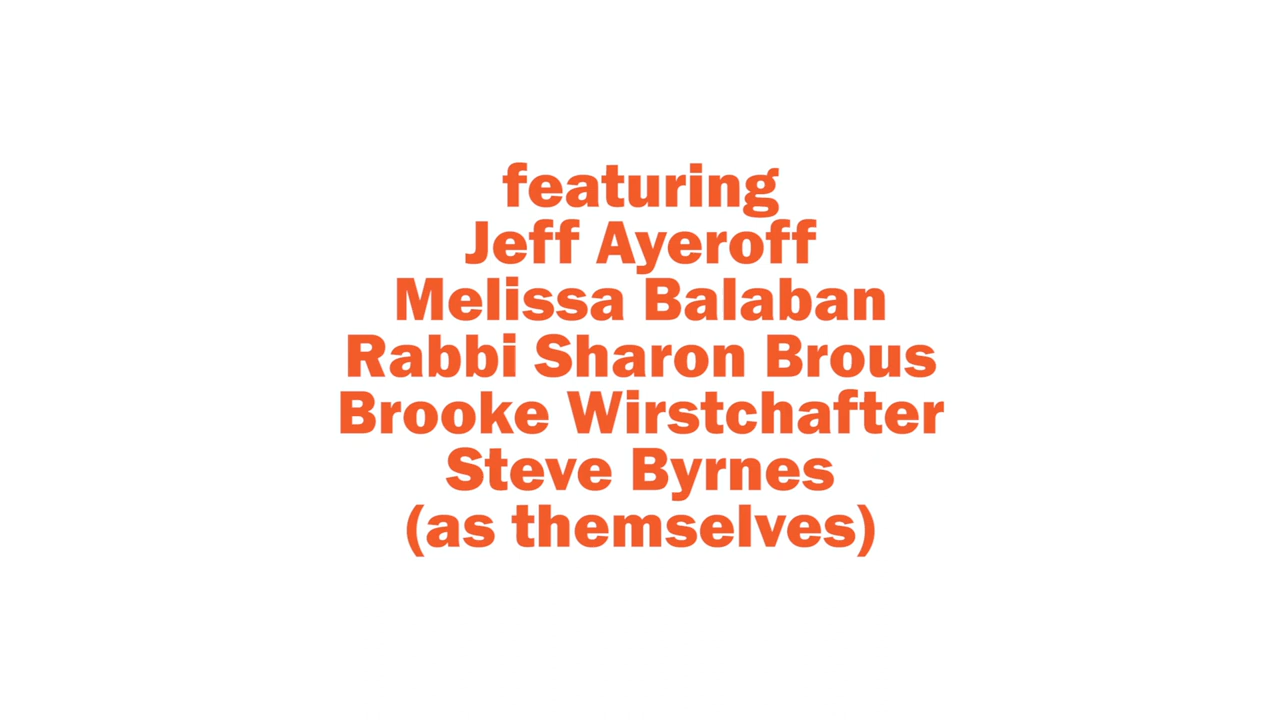 featuring
Jeff Ayeroff
Melissa Balaban
Rabbi Sharon Brous
Brooke Wirstchafter
Steve Byrnes
(as themselves)